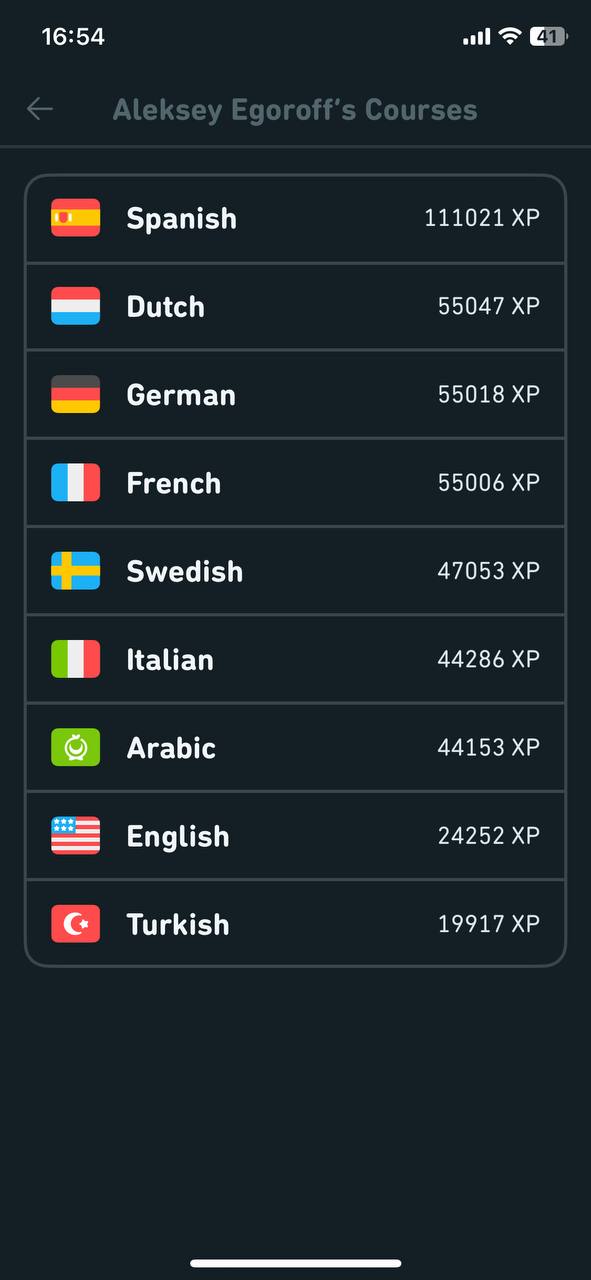 16:54
41
Aleksey Egoroff's Courses
Spanish 111021 XP
Dutch 55047 XP
German 55018 XP
French 55006 XP
Swedish 47053 XP
Italian 44286 XP
Arabic 44153 XP
English 24252 XP
Turkish 19917 XP